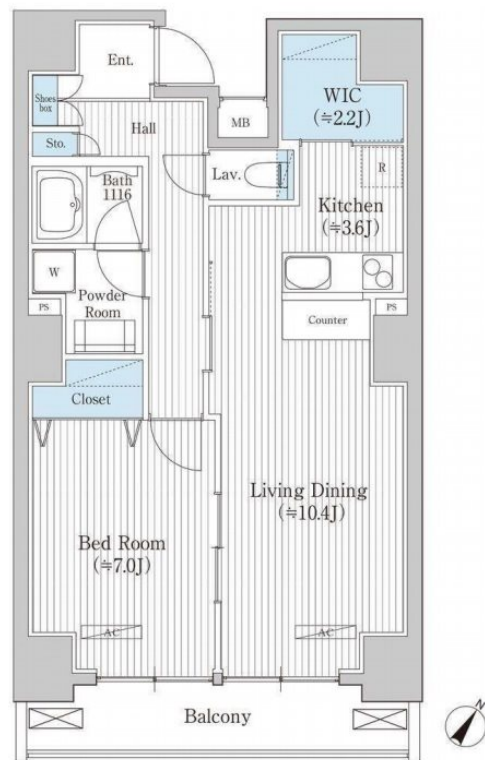 Ent.
Shoes
box
Hall
Sto.
MB
WIC
(≒2.2J)
Lav.
R
Bath
1116
Kitchen
(≒3.6J)
W
Powder
Room
PS
PS
Counter
Closet
Living Dining
(≒10.4J)
Bed Room
(≒7.0J)
AC
AC
Balcony
N